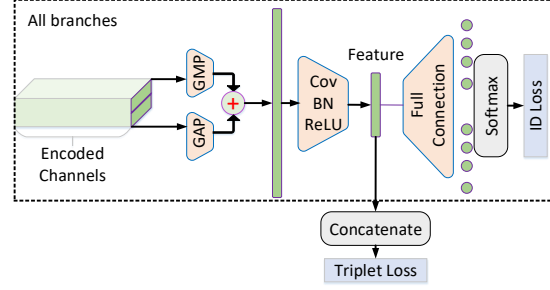 All branches
GMP
GAP
+
Encoded
Channels
Cov
BN
ReLU
Feature
Full
Connection
Softmax
ID Loss
Concatenate
Triplet Loss